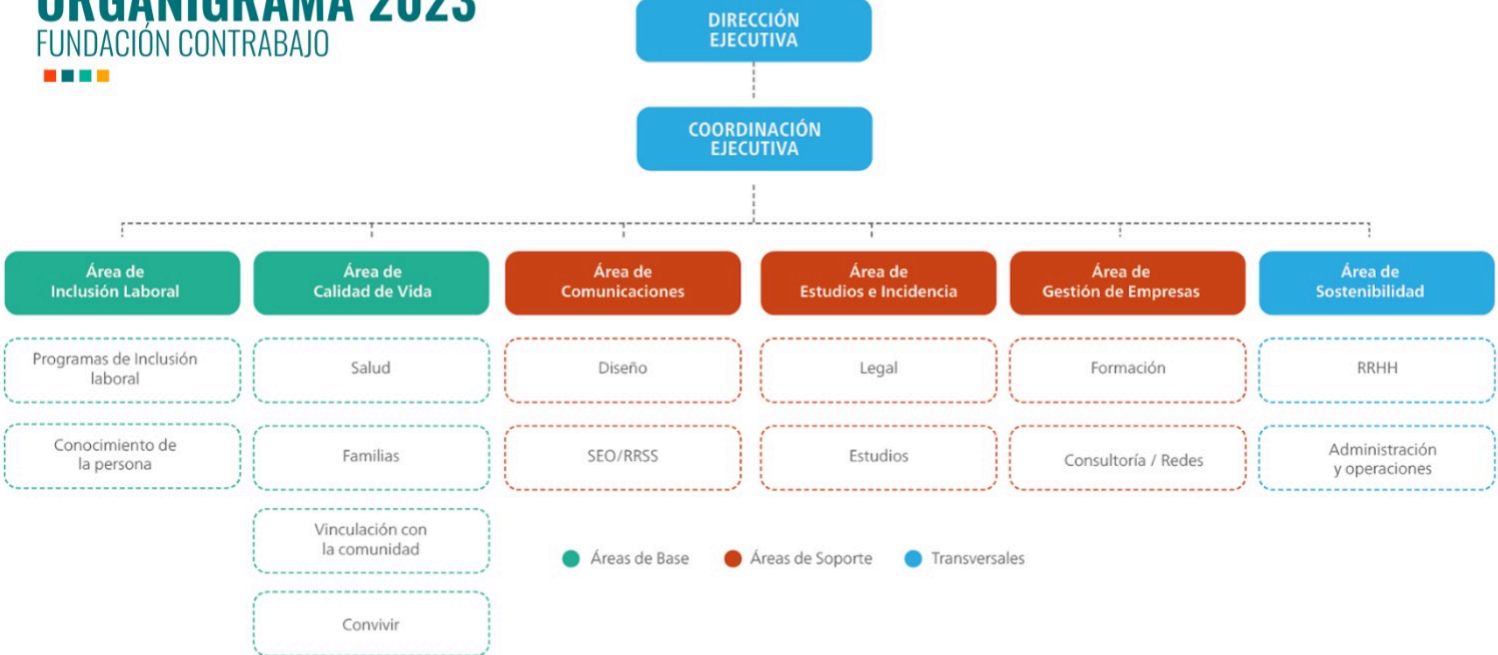 ORGANIGRAMA 2023
FUNDACIÓN CONTRABAJO
DIRECCIÓN
EJECUTIVA
COORDINACIÓN
EJECUTIVA
Área de
Inclusión Laboral
Área de
Calidad de Vida
Área de
Comunicaciones
Área de
Estudios e Incidencia
Área de
Gestión de Empresas
Área de
Sostenibilidad
Programas de Inclusión
laboral
Salud
Diseño
Legal
Formación
RRHH
Conocimiento de
la persona
Familias
SEO/RRSS
Estudios
Consultoría / Redes
Administración
y operaciones
Vinculación con
la comunidad
Áreas de Base
Áreas de Soporte
Transversales
Convivir